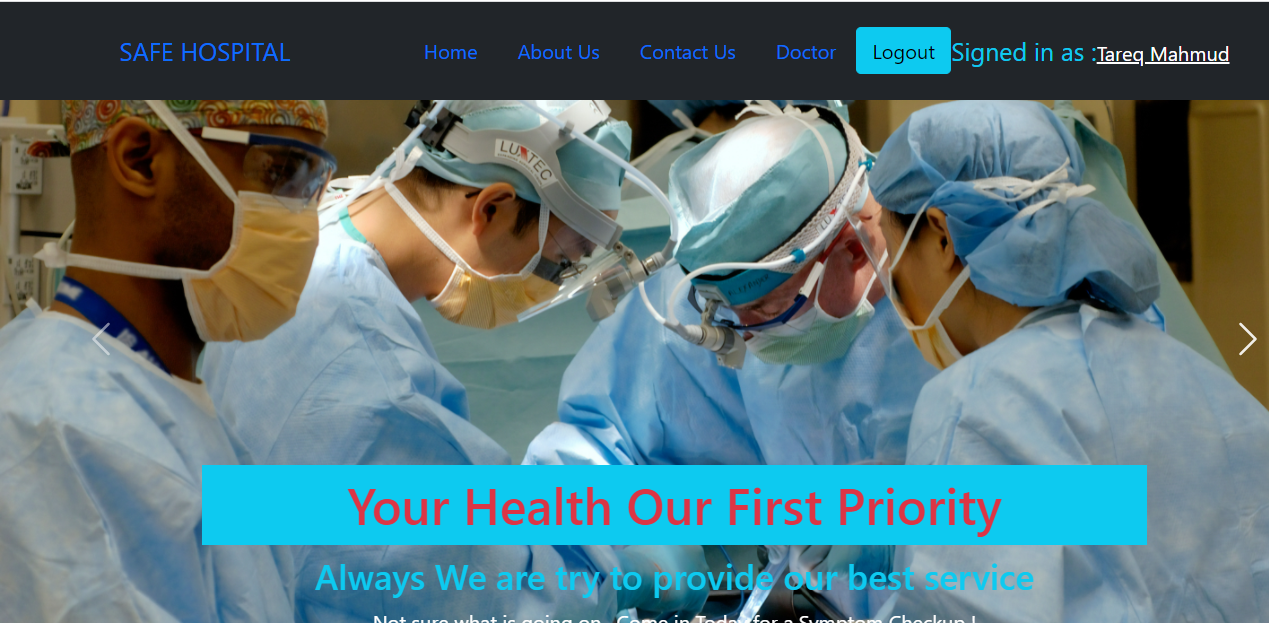 SAFE HOSPITAL Home About Us Contact Us Doctor Logout Signed in as :Tareq Mahmud
LUXTEC
Your Health Our First Priority
Always We are try to provide our best service
Not sure what is going on . Come in Today for a Symptom Checkup !